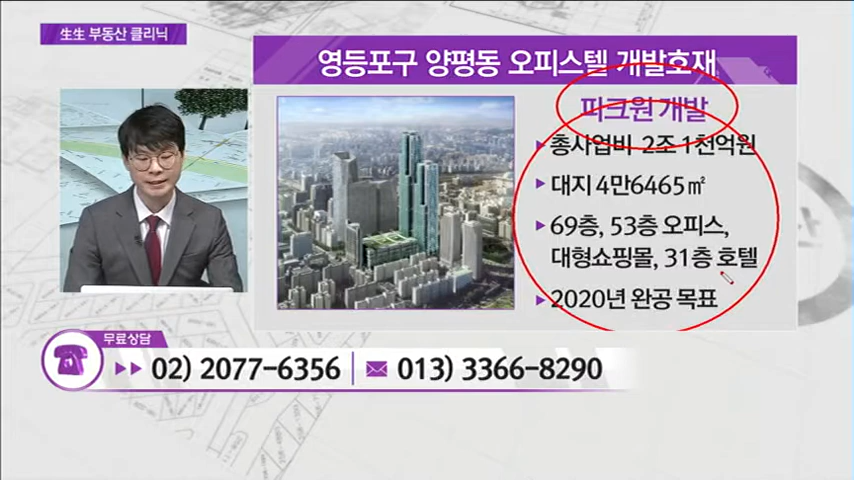 生生 부동산 클리닉
영등포구 양평동 오피스텔 개발호재
파크원 개발
▶ 총사업비 2조 1천억원
▶ 대지 4만6465㎡
▶ 69층, 53층 오피스,
대형쇼핑몰, 31층 호텔
▶ 2020년 완공 목표
무료상담
▶▶ 02) 2077-6356 013) 3366-8290